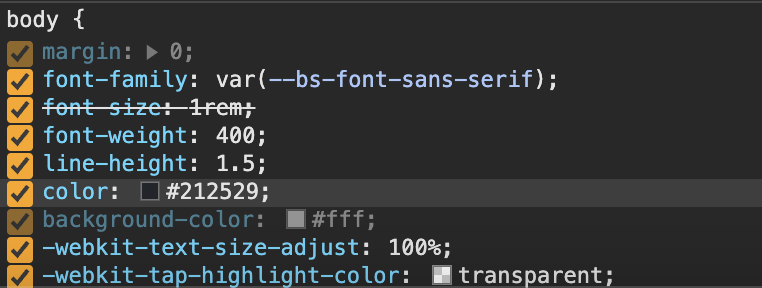 body {
margin: ▶ 0;
font-family: var(--bs-font-sans-serif);
font-size: 1rem;
font-weight: 400;
line-height: 1.5;
color: #212529;
background-color: #fff;
-webkit-text-size-adjust: 100%;
-webkit-tap-highlight-color: transparent;